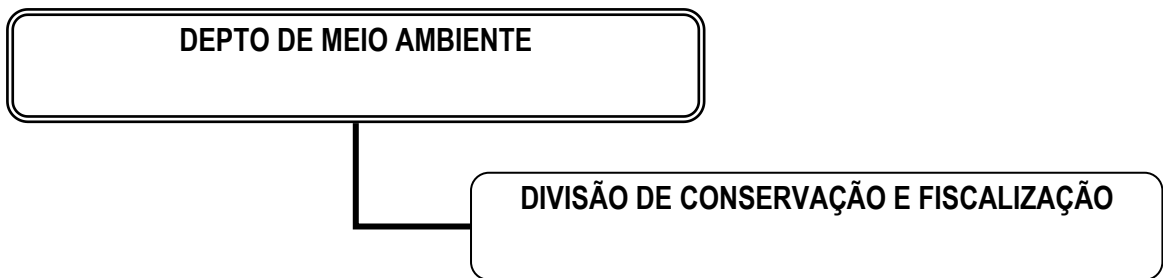 DEPTO DE MEIO AMBIENTE
DIVISÃO DE CONSERVAÇÃO E FISCALIZAÇÃO